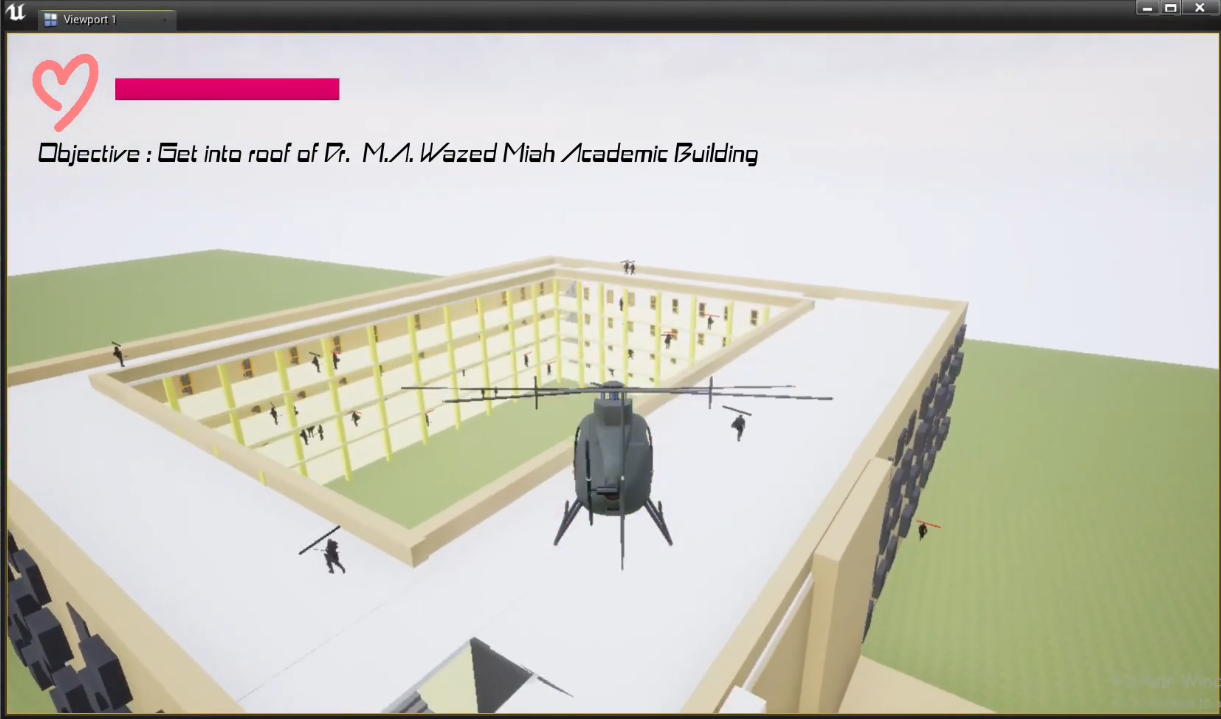 Viewport 1
Objective : Get into roof of Dr. M.A. Wazed Miah Academic Building